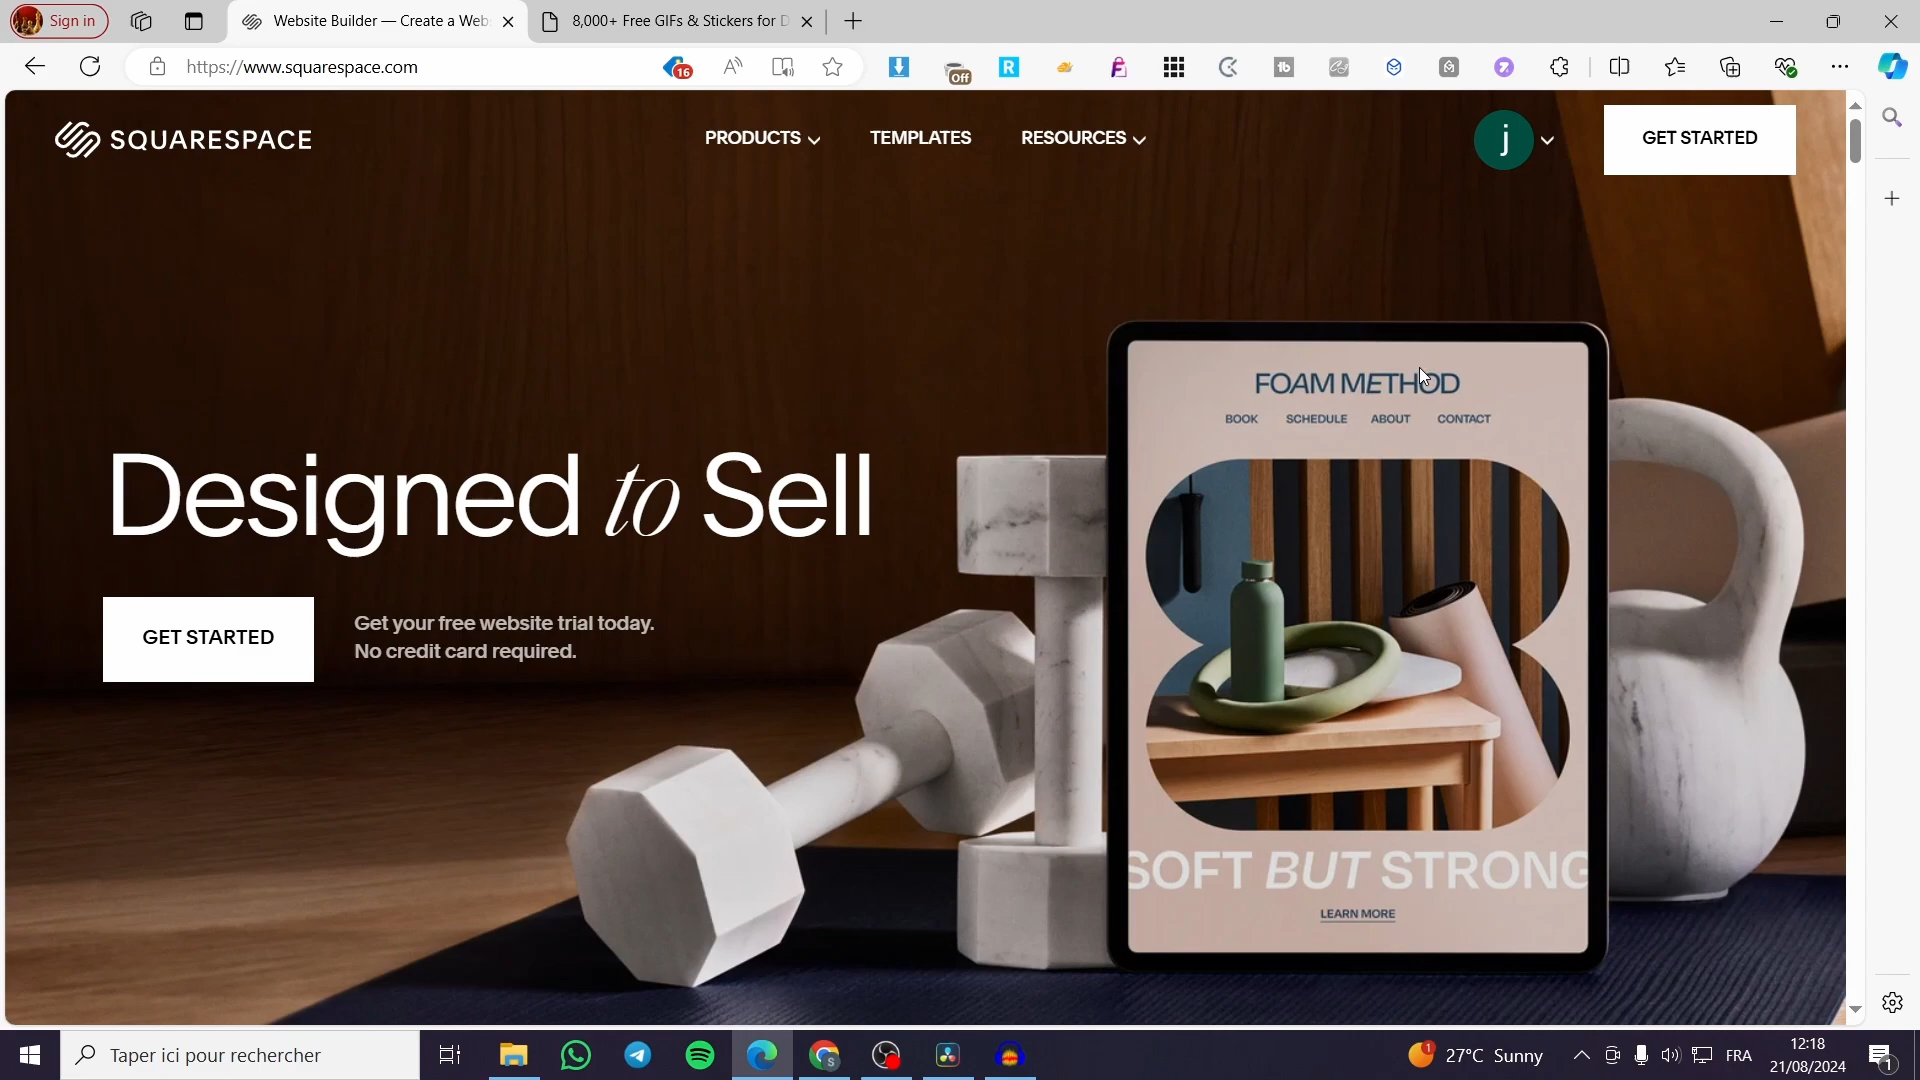 Sign in
Website Builder — Create a Web
8,000+ Free GIFs & Stickers for D
https://www.squarespace.com
16
Off
SQUARESPACE
PRODUCTS
TEMPLATES
RESOURCES
j
GET STARTED
FOAM METHOD
BOOK
SCHEDULE
ABOUT
CONTACT
Designed to Sell
GET STARTED
Get your free website trial today.
No credit card required.
SOFT BUT STRONG
LEARN MORE
Taper ici pour rechercher
1
27°C Sunny
FRA
12:18
21/08/2024
1